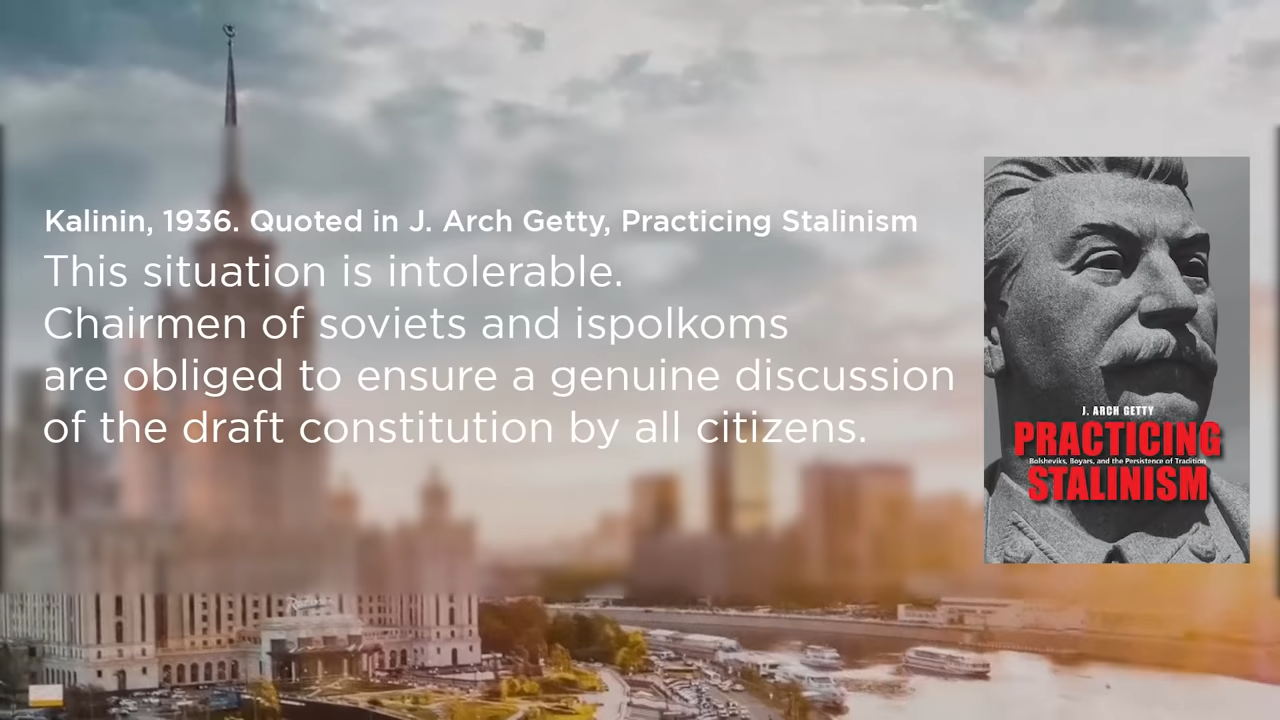 Kalinin, 1936. Quoted in J. Arch Getty, Practicing Stalinism
This situation is intolerable.
Chairmen of soviets and ispolkoms
are obliged to ensure a genuine discussion
of the draft constitution by all citizens.
J. ARCH GETTY
PRACTICING
Bolsheviks, Boyars, and the Persistence of Tradition
STALINISM